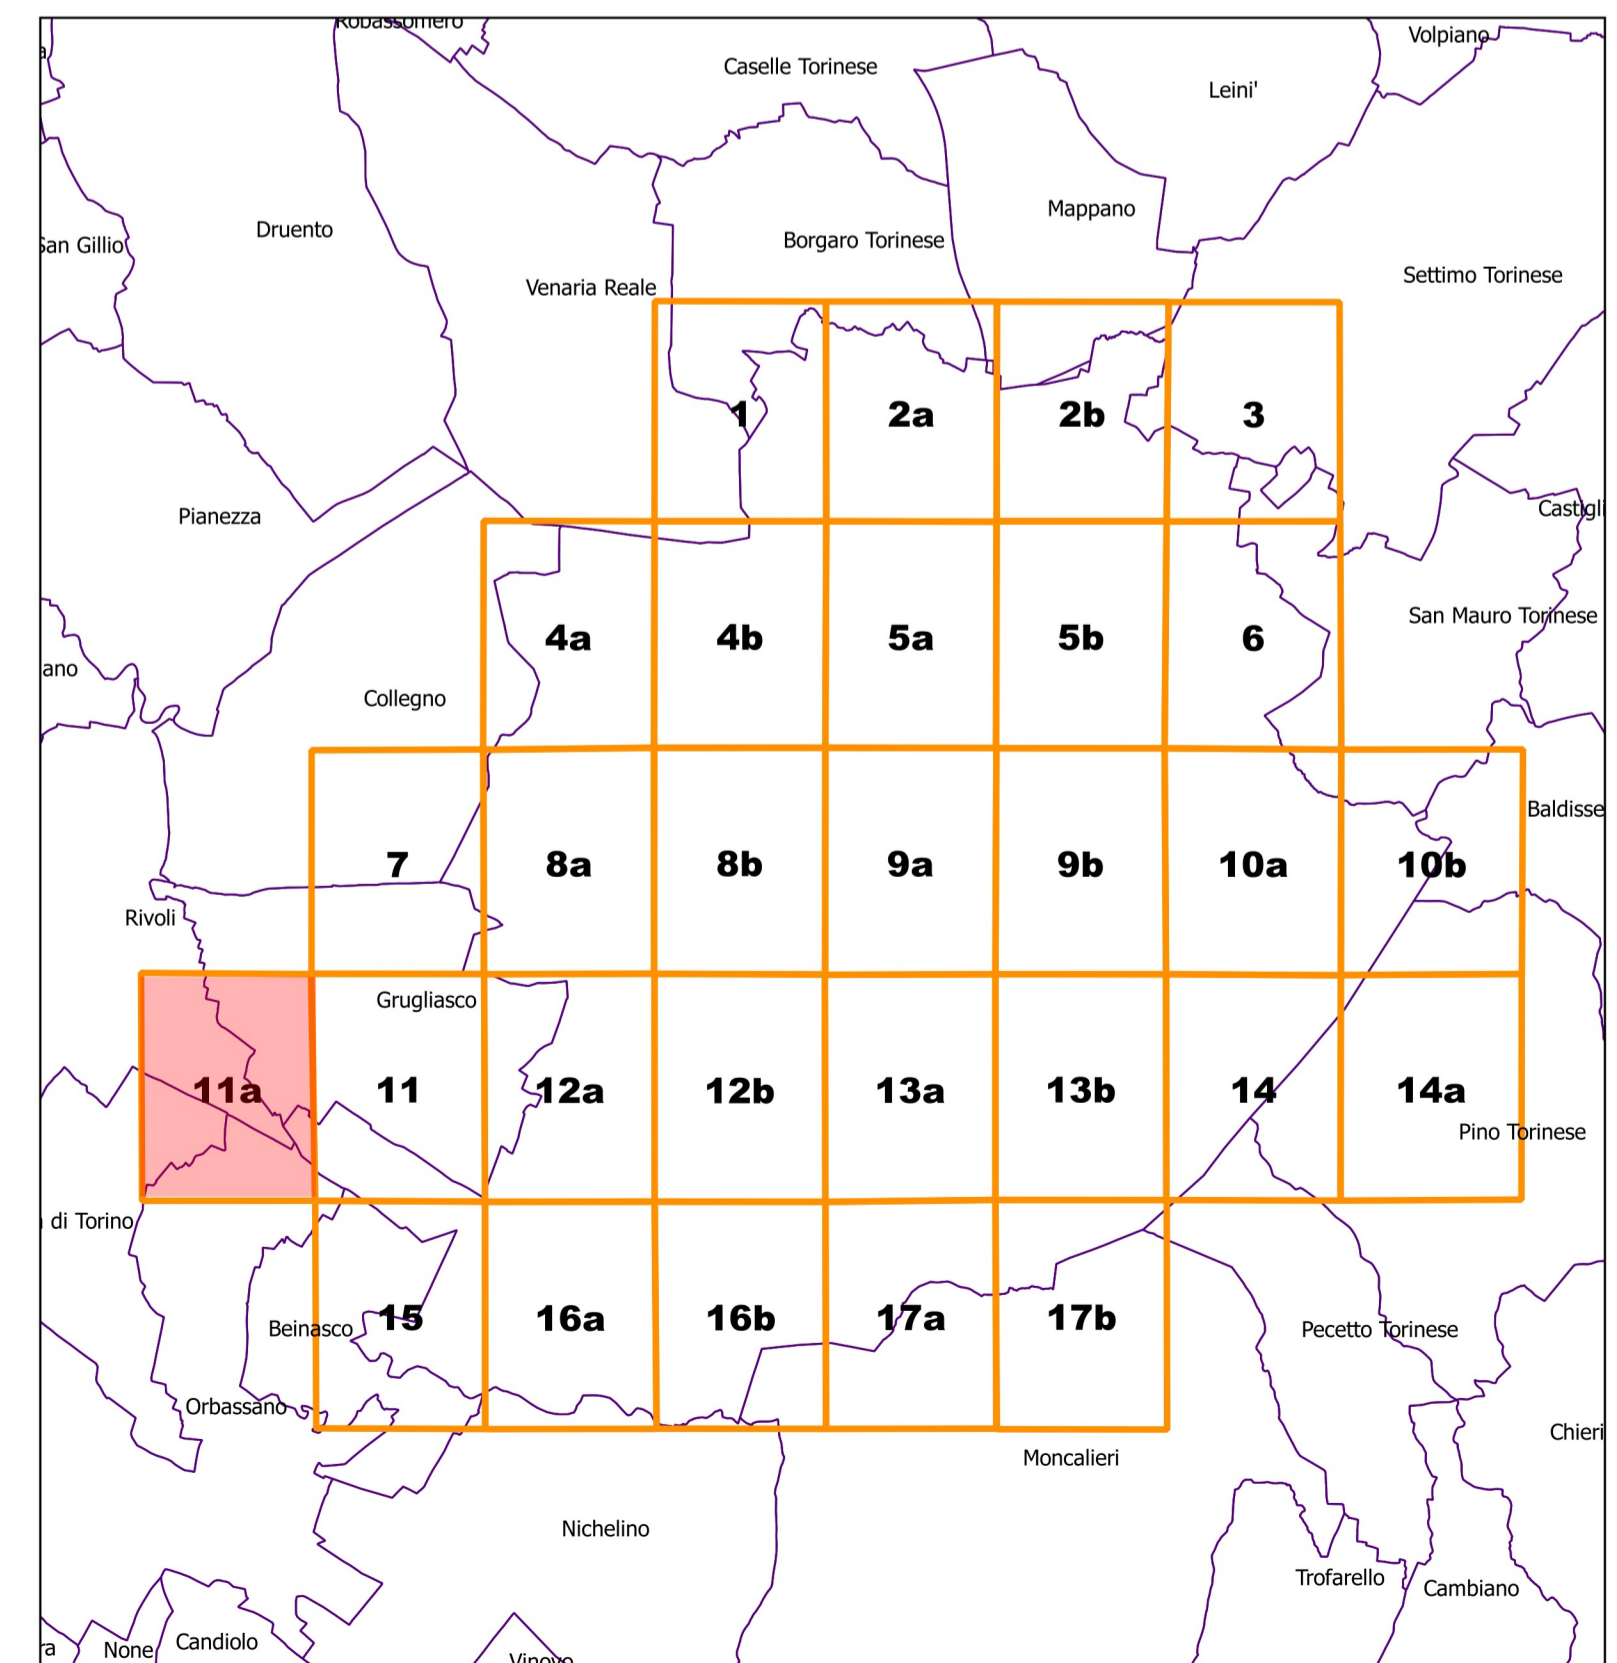 Robassomero
Volpiano
a
Caselle Torinese
Leini'
Mappano
Druento
Borgaro Torinese
San Gillio
Settimo Torinese
Venaria Reale
1
2a
2b
3
Castigli
Pianezza
San Mauro Torinese
4a
4b
5a
5b
6
ano
Collegno
Baldisse
7
8a
8b
9a
9b
10a
10b
Rivoli
Grugliasco
11a
11
12a
12b
13a
13b
14
14a
Pino Torinese
di Torino
15
16a
16b
17a
17b
Beinasco
Pecetto Torinese
Orbassano
Chieri
Moncalieri
Nichelino
Trofarello
Cambiano
Candiolo
None
ra
Vinovo